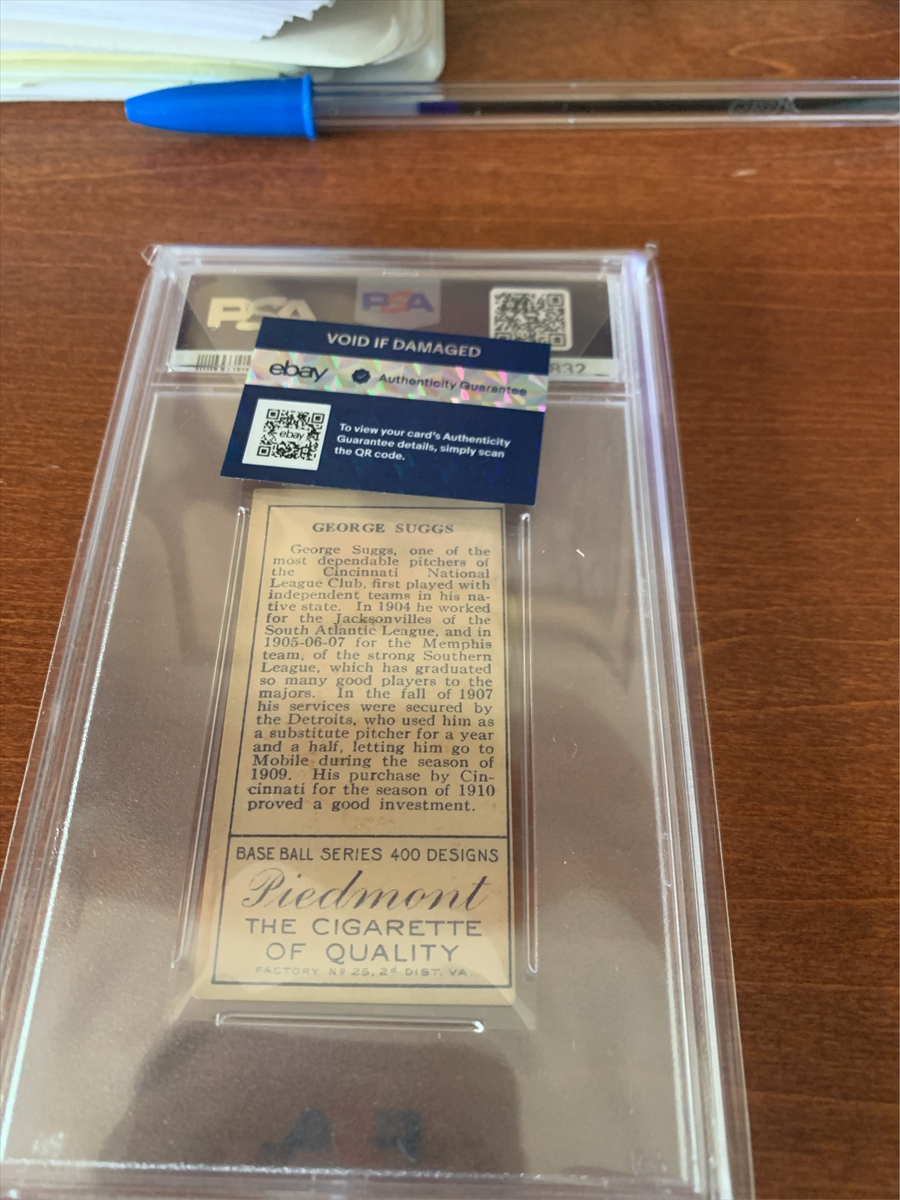 PSA
PSA
832
VOID IF DAMAGED
ebay Authenticity Guarantee
ebay
To view your card's Authenticity
Guarantee details, simply scan
the QR code.
GEORGE SUGGS
George Suggs, one of the
most dependable pitchers of
the Cincinnati National
League Club, first played with
independent teams in his na-
tive state. In 1904 he worked
for the Jacksonvilles of the
South Atlantic League, and in
1905-06-07 for the Memphis
team, of the strong Southern
League, which has graduated
so many good players to the
majors. In the fall of 1907
his services were secured by
the Detroits, who used him as
a substitute pitcher for a year
and a half, letting him go to
Mobile during the season of
1909. His purchase by Cin-
cinnati for the season of 1910
proved a good investment.
BASE BALL SERIES 400 DESIGNS
Piedmont
THE CIGARETTE
OF QUALITY
FACTORY Nº 25, 2ᵈ DIST. VA.